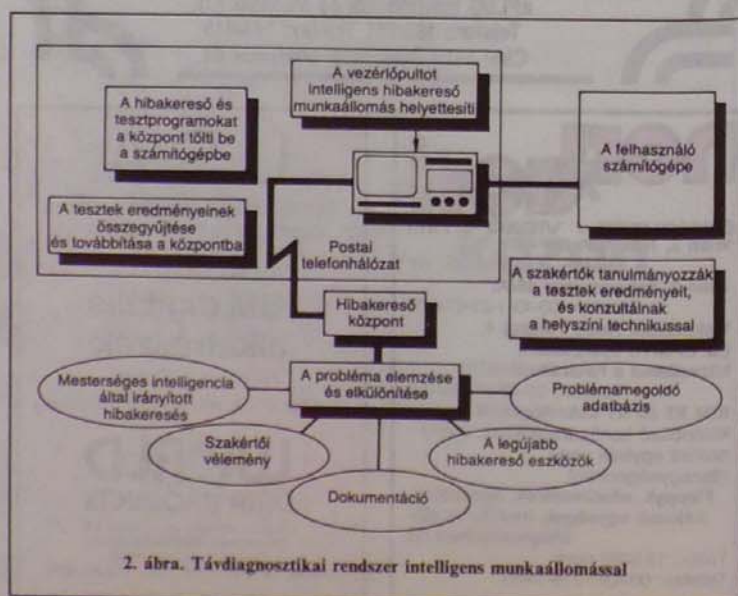 A vezérlőpultot
intelligens hibakereső
munkaállomás helyettesíti
A hibakereső és
tesztprogramokat
a központ tölti be
a számítógépbe
A felhasználó
számítógépe
A tesztek eredményeinek
összegyűjtése
és továbbítása a központba
Postai
telefonhálózat
A szakértők tanulmányozzák
a tesztek eredményeit,
és konzultálnak
a helyszíni technikussal
Hibakereső
központ
A probléma elemzése
és elkülönítése
Mesterséges intelligencia
által irányított
hibakeresés
Problémamegoldó
adatbázis
Szakértői
vélemény
A legújabb
hibakereső eszközök
Dokumentáció
2. ábra. Távdiagnosztikai rendszer intelligens munkaállomással